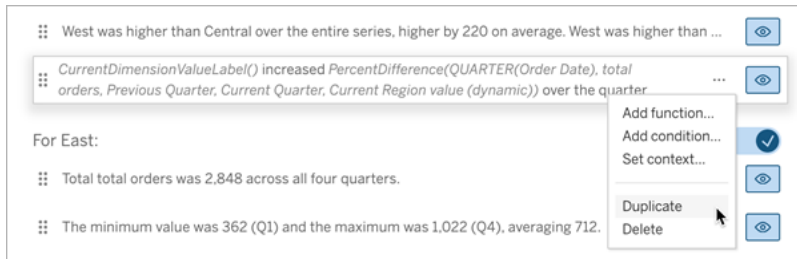 West was higher than Central over the entire series, higher by 220 on average. West was higher than ...
CurrentDimensionValueLabel() increased PercentDifference(QUARTER(Order Date), total
orders, Previous Quarter, Current Quarter, Current Region value (dynamic)) over the quarter
...
Add function...
Add condition...
Set context...
Duplicate
Delete
For East:
Total total orders was 2,848 across all four quarters.
The minimum value was 362 (Q1) and the maximum was 1,022 (Q4), averaging 712.